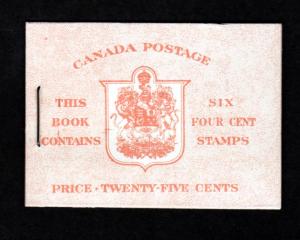 CANADA POSTAGE
THIS
BOOK
CONTAINS
SIX
FOUR CENT
STAMPS
PRICE · TWENTY-FIVE CENTS